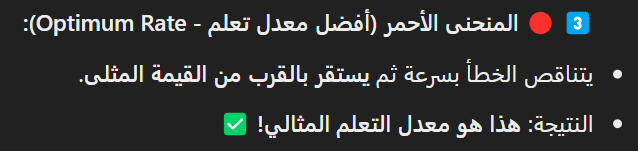 3️⃣ 🔴 المنحنى الأحمر (أفضل معدل تعلم - Optimum Rate):
• يتناقص الخطأ بسرعة ثم يستقر بالقرب من القيمة المثلى.
• النتيجة: هذا هو معدل التعلم المثالي! ✅